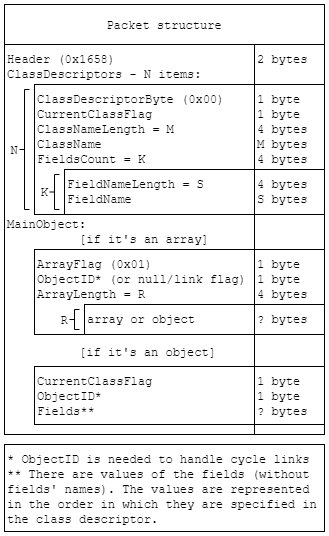 Packet structure
Header (0x1658) 2 bytes
ClassDescriptors - N items:
ClassDescriptorByte (0x00) 1 byte
CurrentClassFlag 1 byte
ClassNameLength = M 4 bytes
ClassName M bytes
N
FieldsCount = K 4 bytes
FieldNameLength = S 4 bytes
K
FieldName S bytes
MainObject:
[if it's an array]
ArrayFlag (0x01) 1 byte
ObjectID* (or null/link flag) 1 byte
ArrayLength = R 4 bytes
R array or object ? bytes
[if it's an object]
CurrentClassFlag 1 byte
ObjectID* 1 byte
Fields** ? bytes
* ObjectID is needed to handle cycle links
** There are values of the fields (without
fields' names). The values are represented
in the order in which they are specified in
the class descriptor.